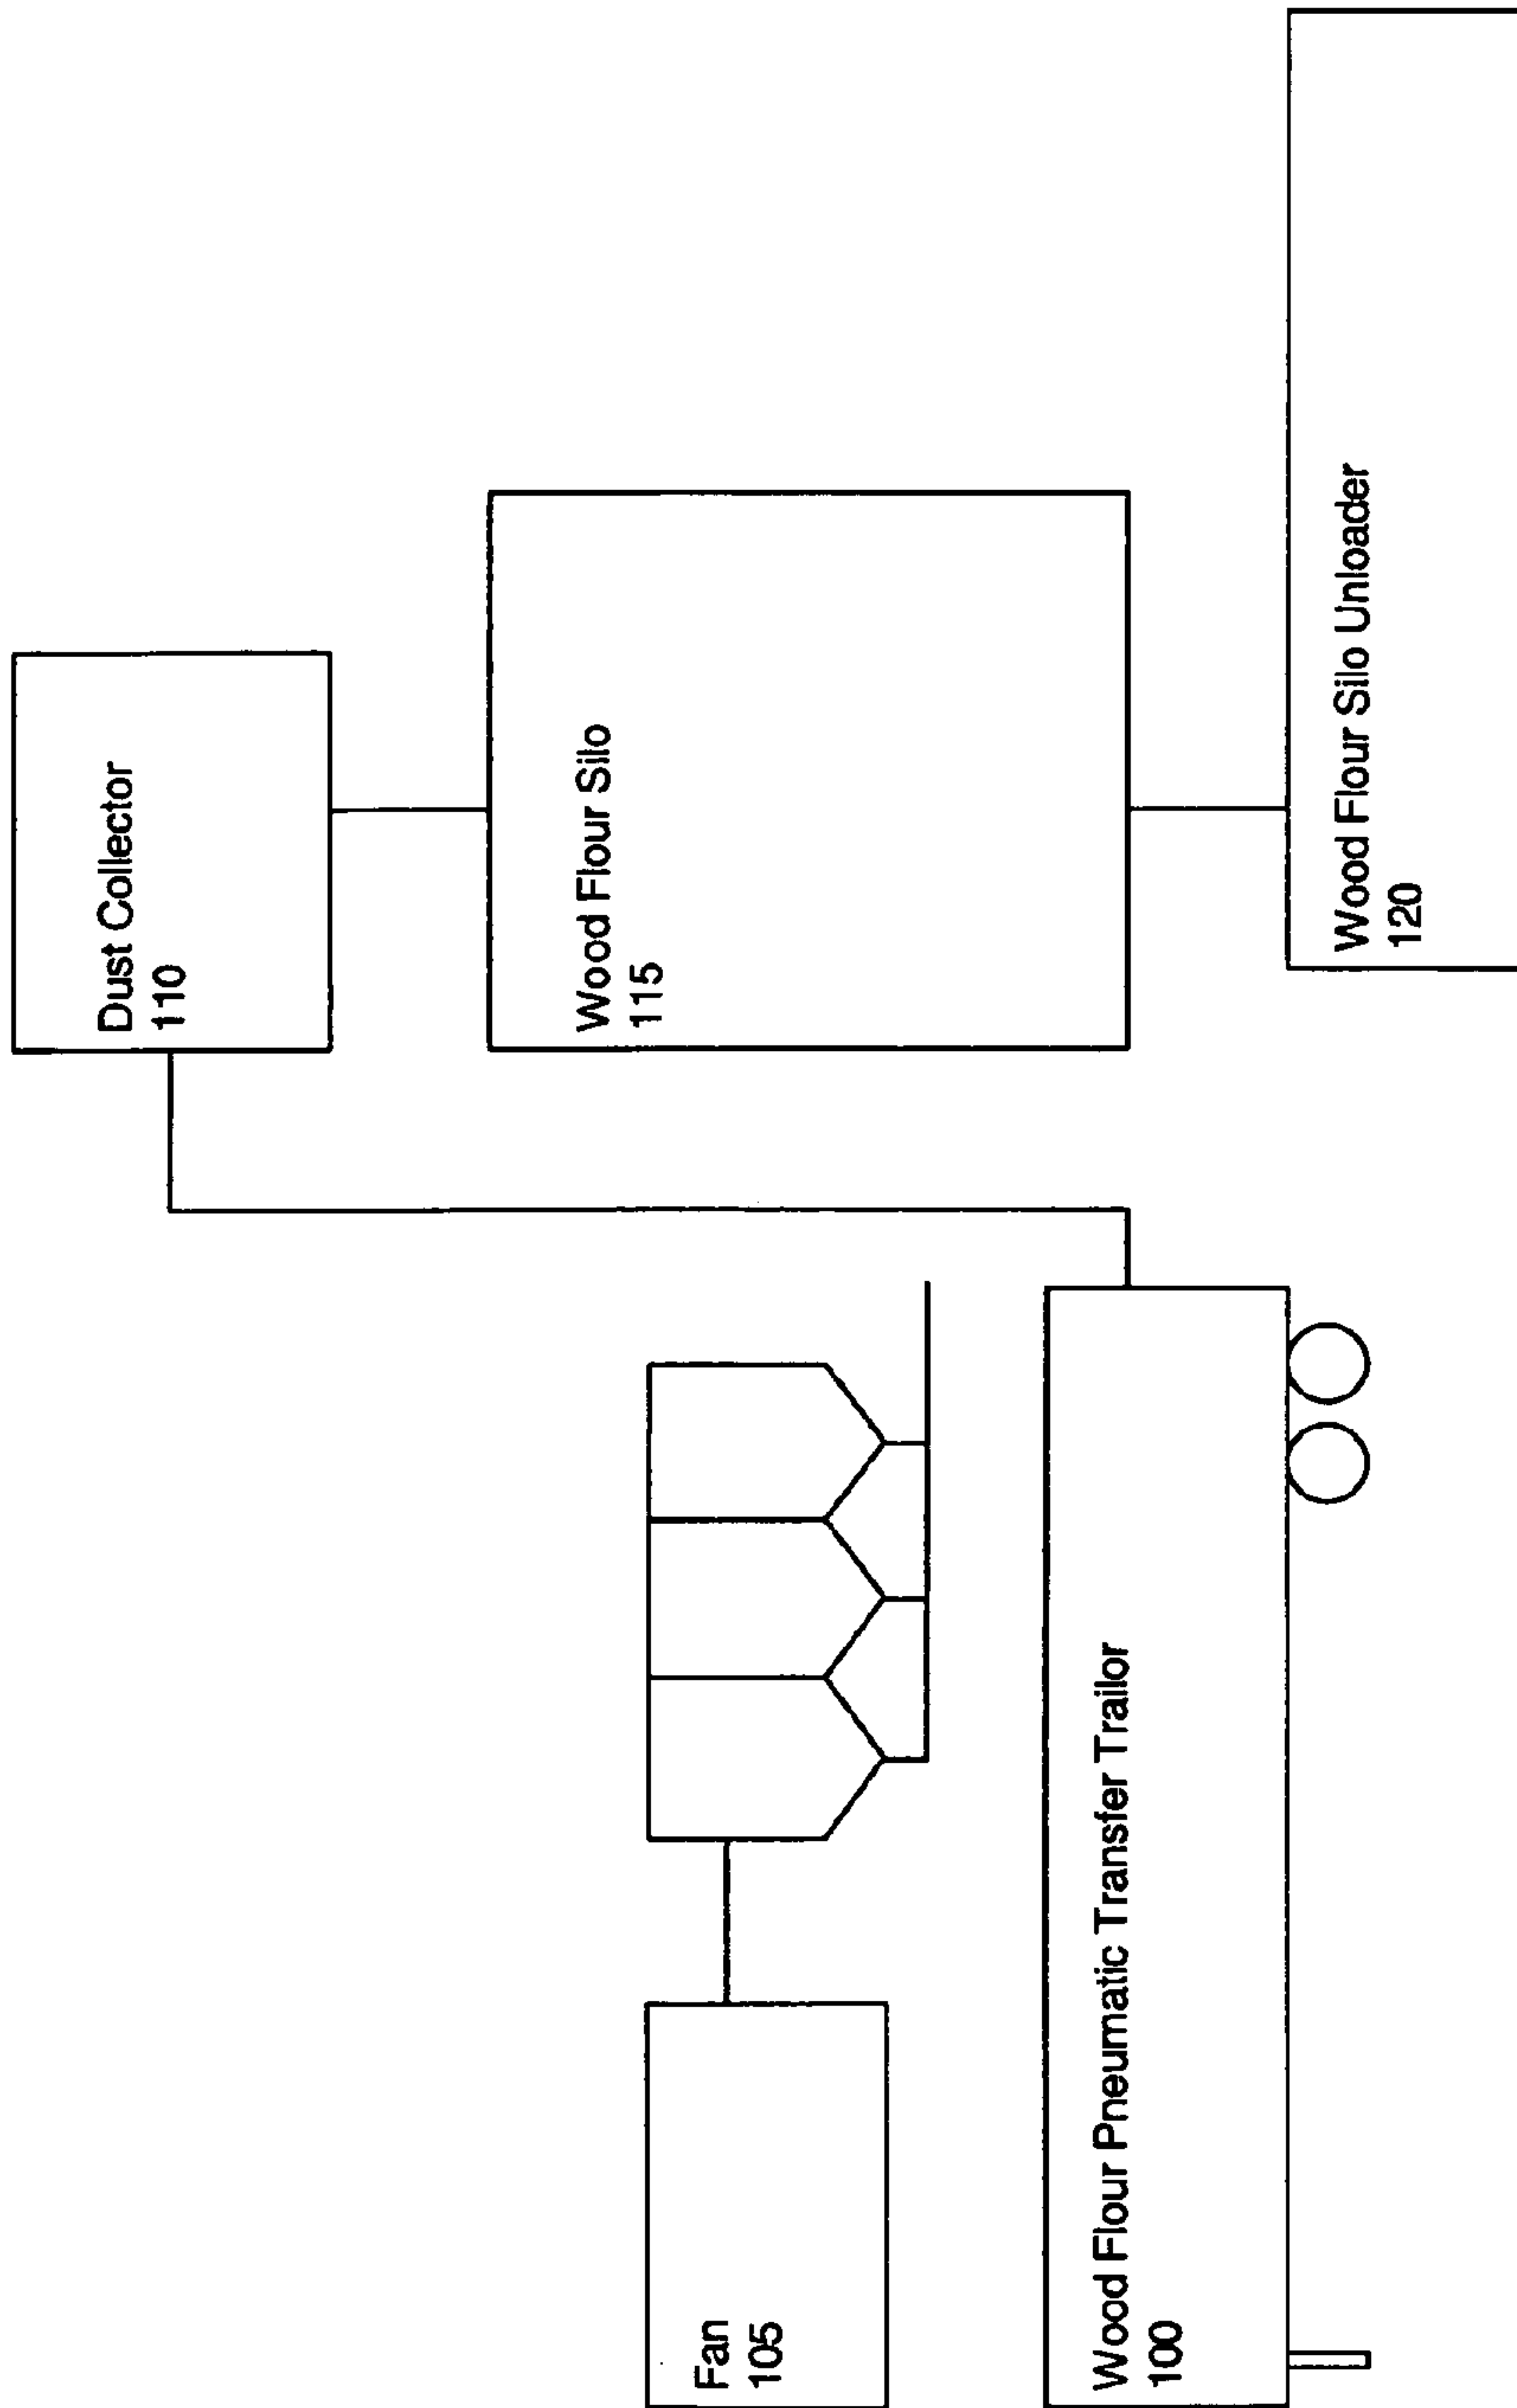 Dust Collector
110
Wood Flour Silo
115
Wood Flour Silo Unloader
120
Fan
105
Wood Flour Pneumatic Transfer Trailor
100